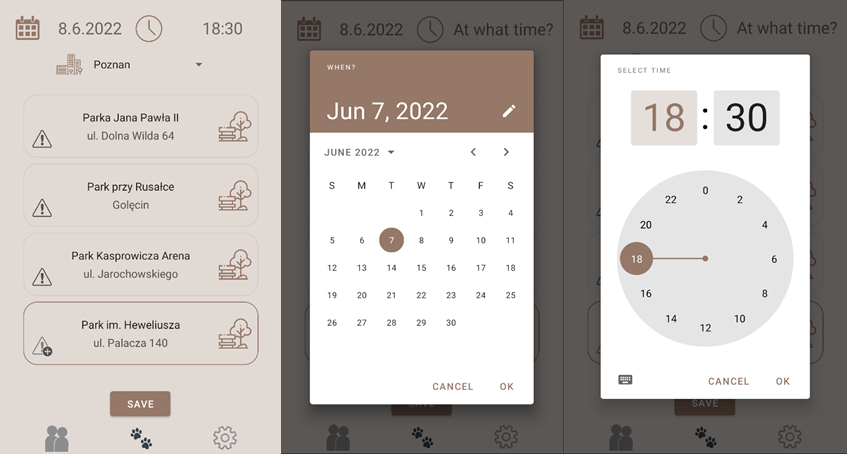 8.6.2022 18:30
Poznan
Parka Jana Pawła II
ul. Dolna Wilda 64
Park przy Rusałce
Golęcin
Park Kasprowicza Arena
ul. Jarochowskiego
Park im. Heweliusza
ul. Palacza 140
SAVE
8.6.2022 At what time?
WHEN?
Jun 7, 2022
JUNE 2022
S M T W T F S
1 2 3 4
5 6 7 8 9 10 11
12 13 14 15 16 17 18
19 20 21 22 23 24 25
26 27 28 29 30
CANCEL OK
SAVE
8.6.2022 At what time?
SELECT TIME
18 : 30
0
22 2
20 4
18 6
16 8
14 10
12
CANCEL OK
SAVE